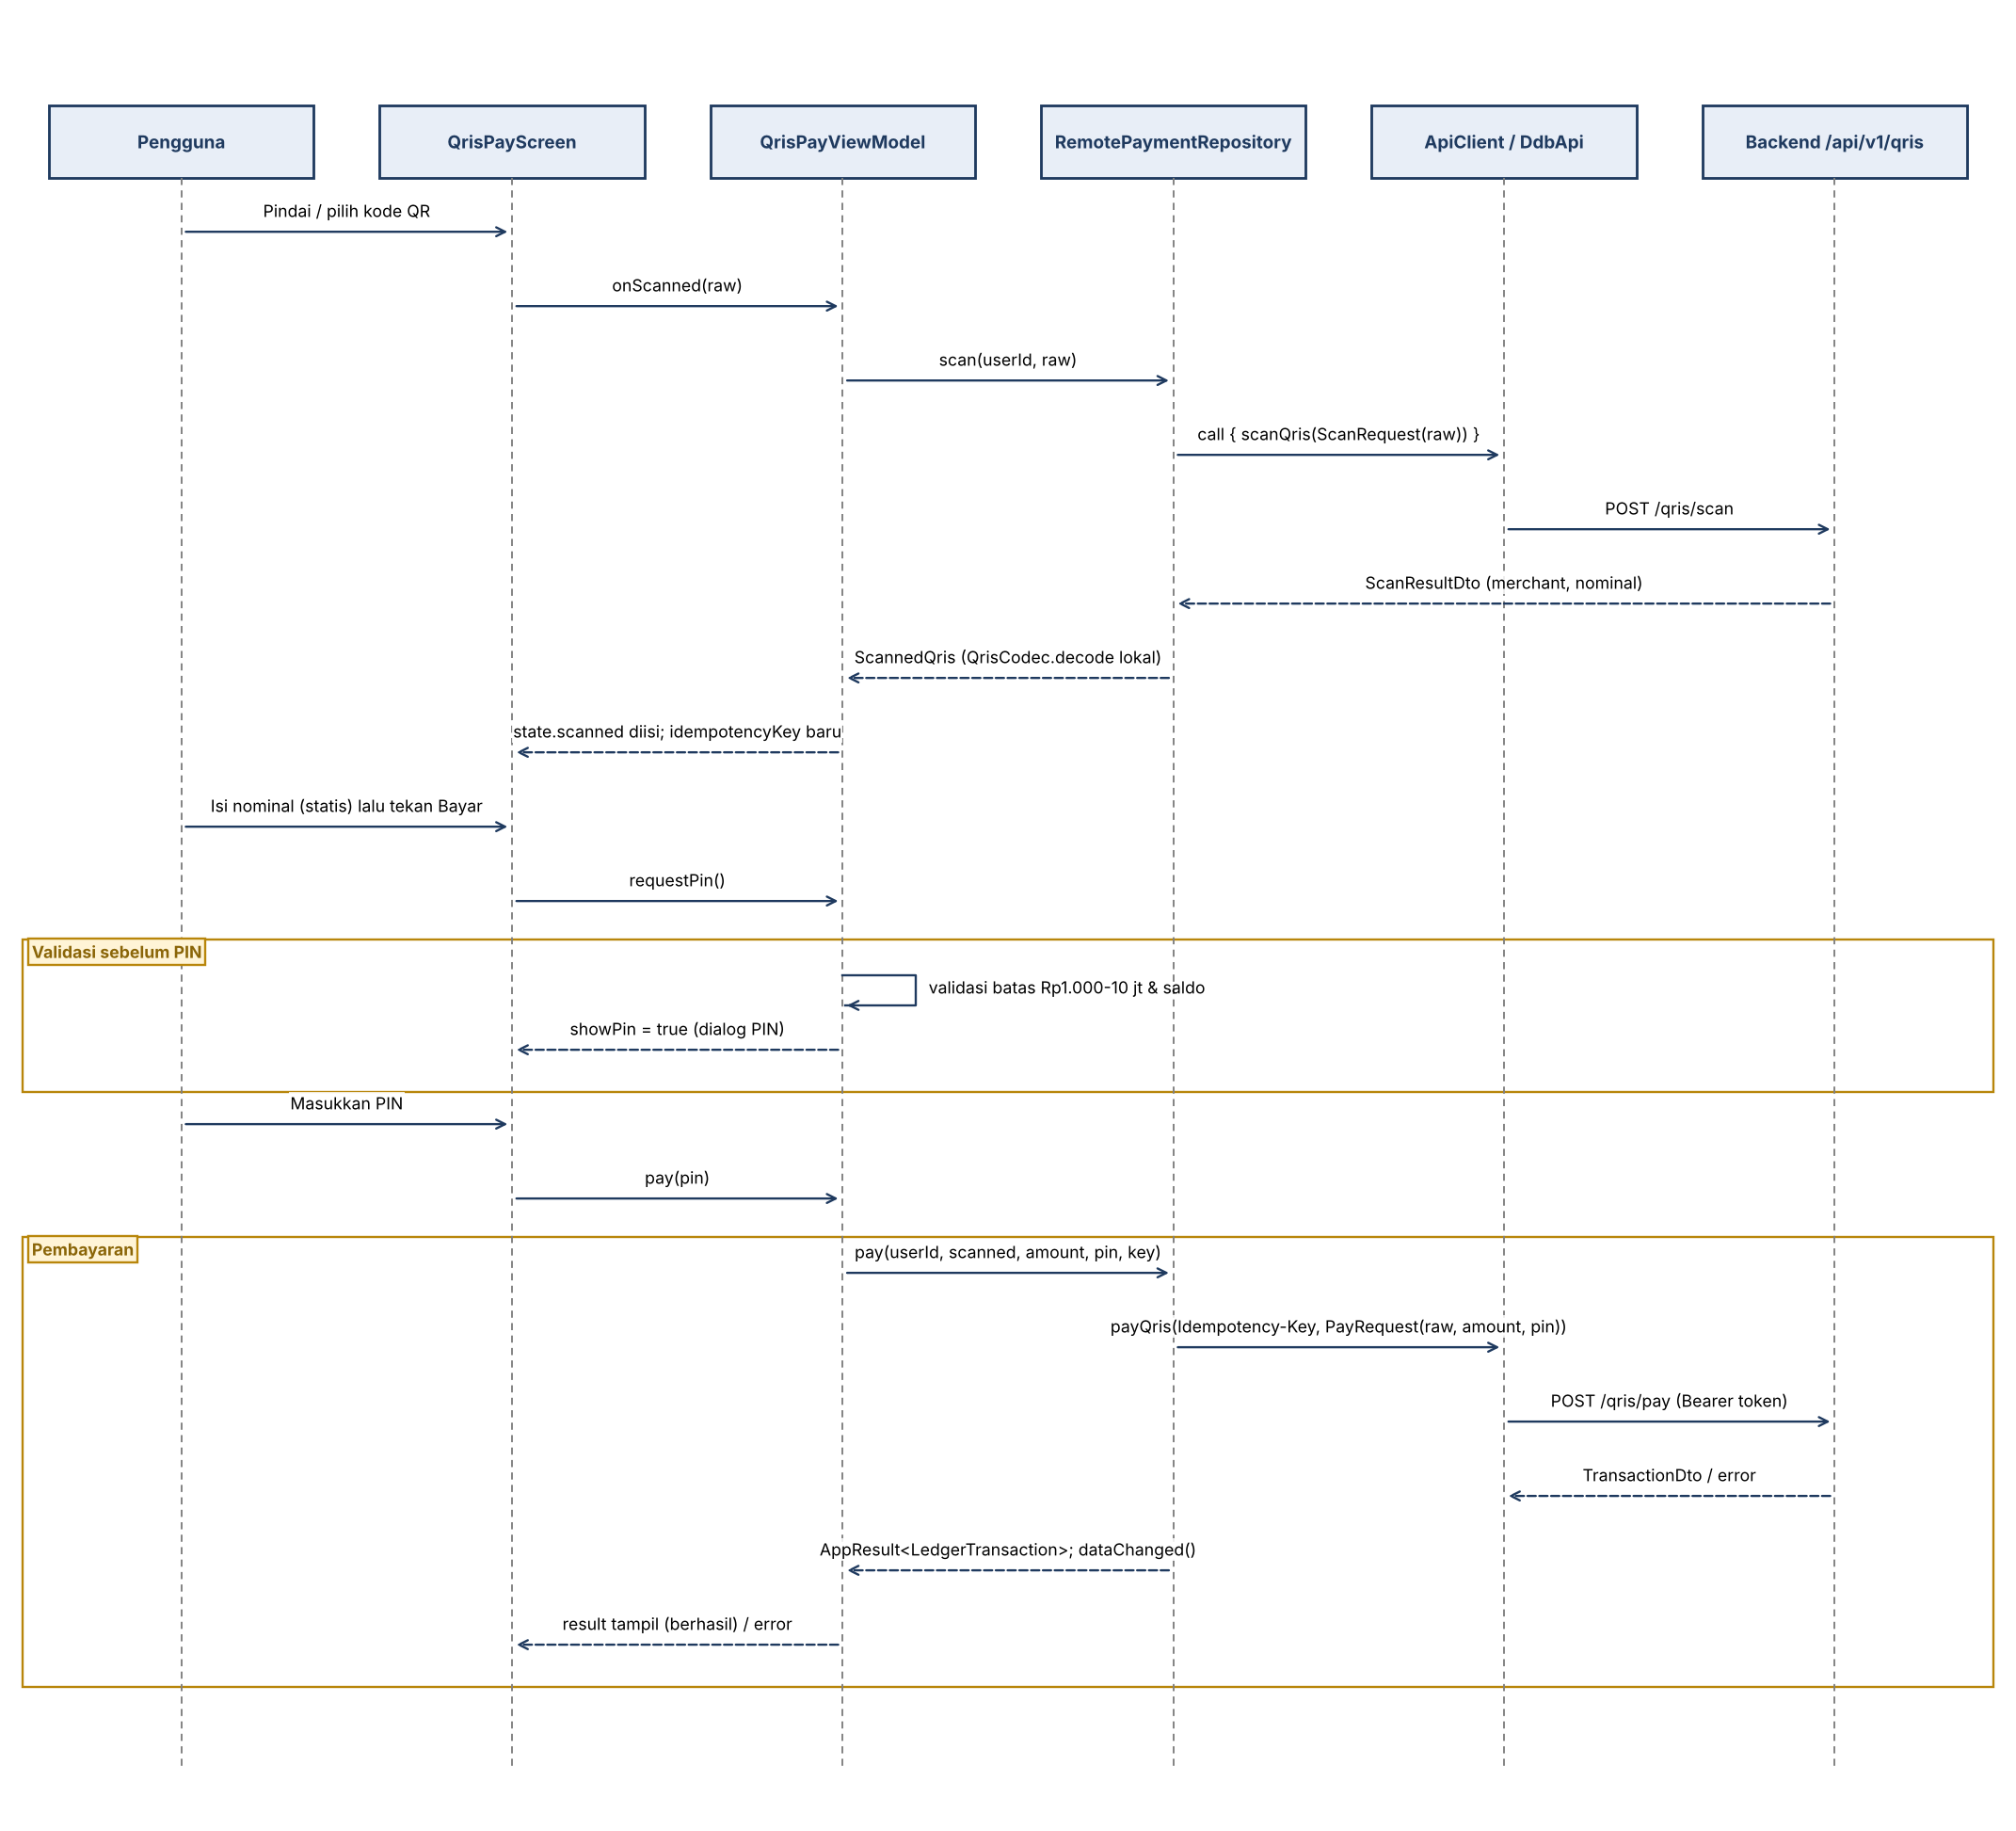 Pengguna
QrisPayScreen
QrisPayViewModel
RemotePaymentRepository
ApiClient / DdbApi
Backend /api/v1/qris
Pindai / pilih kode QR
onScanned(raw)
scan(userId, raw)
call { scanQris(ScanRequest(raw)) }
POST /qris/scan
ScanResultDto (merchant, nominal)
ScannedQris (QrisCodec.decode lokal)
state.scanned diisi; idempotencyKey baru
Isi nominal (statis) lalu tekan Bayar
requestPin()
Validasi sebelum PIN
validasi batas Rp1.000-10 jt & saldo
showPin = true (dialog PIN)
Masukkan PIN
pay(pin)
Pembayaran
pay(userId, scanned, amount, pin, key)
payQris(Idempotency-Key, PayRequest(raw, amount, pin))
POST /qris/pay (Bearer token)
TransactionDto / error
AppResult<LedgerTransaction>; dataChanged()
result tampil (berhasil) / error